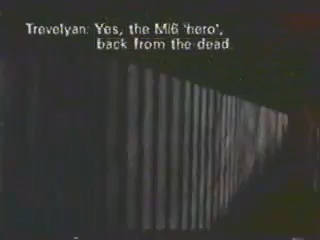 Trevelyan: Yes, the MI6 'hero',
back from the dead.